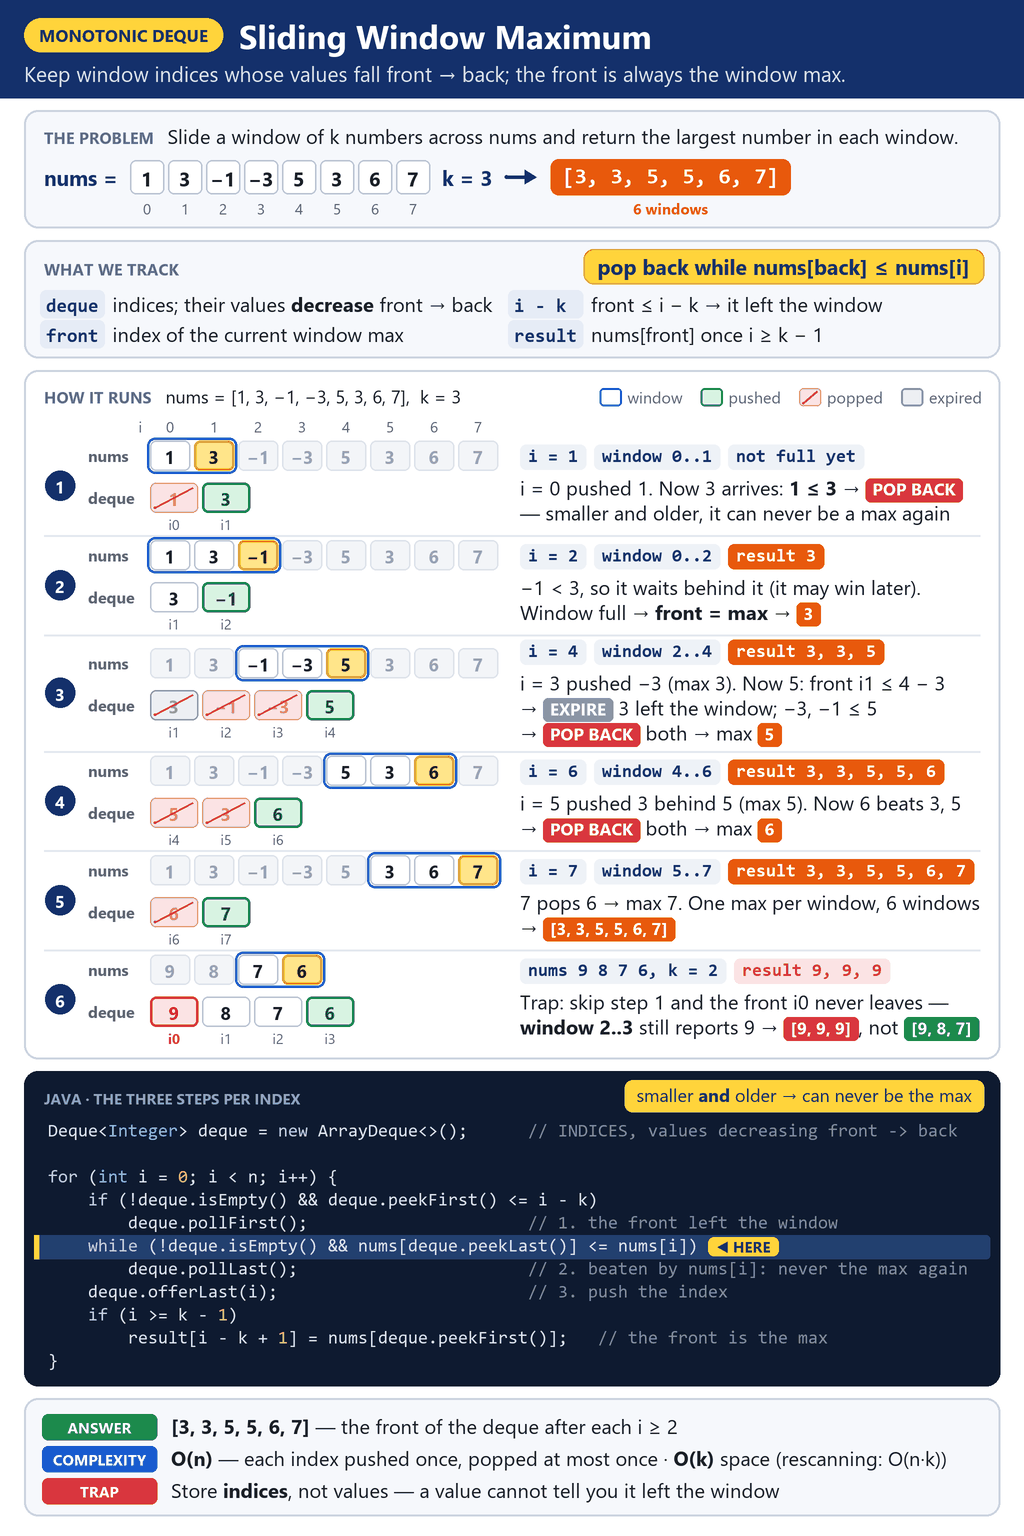 MONOTONIC DEQUE Sliding Window Maximum
Keep window indices whose values fall front → back; the front is always the window max.
THE PROBLEM Slide a window of k numbers across nums and return the largest number in each window.
nums = 1 3 −1 −3 5 3 6 7 k = 3 → [3, 3, 5, 5, 6, 7]
0 1 2 3 4 5 6 7 6 windows
WHAT WE TRACK pop back while nums[back] ≤ nums[i]
deque indices; their values decrease front → back i - k front ≤ i − k → it left the window
front index of the current window max result nums[front] once i ≥ k − 1
HOW IT RUNS nums = [1, 3, −1, −3, 5, 3, 6, 7], k = 3 window pushed popped expired
i 0 1 2 3 4 5 6 7
1
nums 1 3 −1 −3 5 3 6 7
deque 1 3
i0 i1
i = 1 window 0..1 not full yet
i = 0 pushed 1. Now 3 arrives: 1 ≤ 3 → POP BACK
— smaller and older, it can never be a max again
2
nums 1 3 −1 −3 5 3 6 7
deque 3 −1
i1 i2
i = 2 window 0..2 result 3
−1 < 3, so it waits behind it (it may win later).
Window full → front = max → 3
3
nums 1 3 −1 −3 5 3 6 7
deque 3 −1 −3 5
i1 i2 i3 i4
i = 4 window 2..4 result 3, 3, 5
i = 3 pushed −3 (max 3). Now 5: front i1 ≤ 4 − 3
→ EXPIRE 3 left the window; −3, −1 ≤ 5
→ POP BACK both → max 5
4
nums 1 3 −1 −3 5 3 6 7
deque 5 3 6
i4 i5 i6
i = 6 window 4..6 result 3, 3, 5, 5, 6
i = 5 pushed 3 behind 5 (max 5). Now 6 beats 3, 5
→ POP BACK both → max 6
5
nums 1 3 −1 −3 5 3 6 7
deque 6 7
i6 i7
i = 7 window 5..7 result 3, 3, 5, 5, 6, 7
7 pops 6 → max 7. One max per window, 6 windows
→ [3, 3, 5, 5, 6, 7]
6
nums 9 8 7 6
deque 9 8 7 6
i0 i1 i2 i3
nums 9 8 7 6, k = 2 result 9, 9, 9
Trap: skip step 1 and the front i0 never leaves —
window 2..3 still reports 9 → [9, 9, 9], not [9, 8, 7]
JAVA · THE THREE STEPS PER INDEX smaller and older → can never be the max
Deque<Integer> deque = new ArrayDeque<>(); // INDICES, values decreasing front -> back
for (int i = 0; i < n; i++) {
if (!deque.isEmpty() && deque.peekFirst() <= i - k)
deque.pollFirst(); // 1. the front left the window
while (!deque.isEmpty() && nums[deque.peekLast()] <= nums[i]) ◀ HERE
deque.pollLast(); // 2. beaten by nums[i]: never the max again
deque.offerLast(i); // 3. push the index
if (i >= k - 1)
result[i - k + 1] = nums[deque.peekFirst()]; // the front is the max
}
ANSWER [3, 3, 5, 5, 6, 7] — the front of the deque after each i ≥ 2
COMPLEXITY O(n) — each index pushed once, popped at most once · O(k) space (rescanning: O(n·k))
TRAP Store indices, not values — a value cannot tell you it left the window